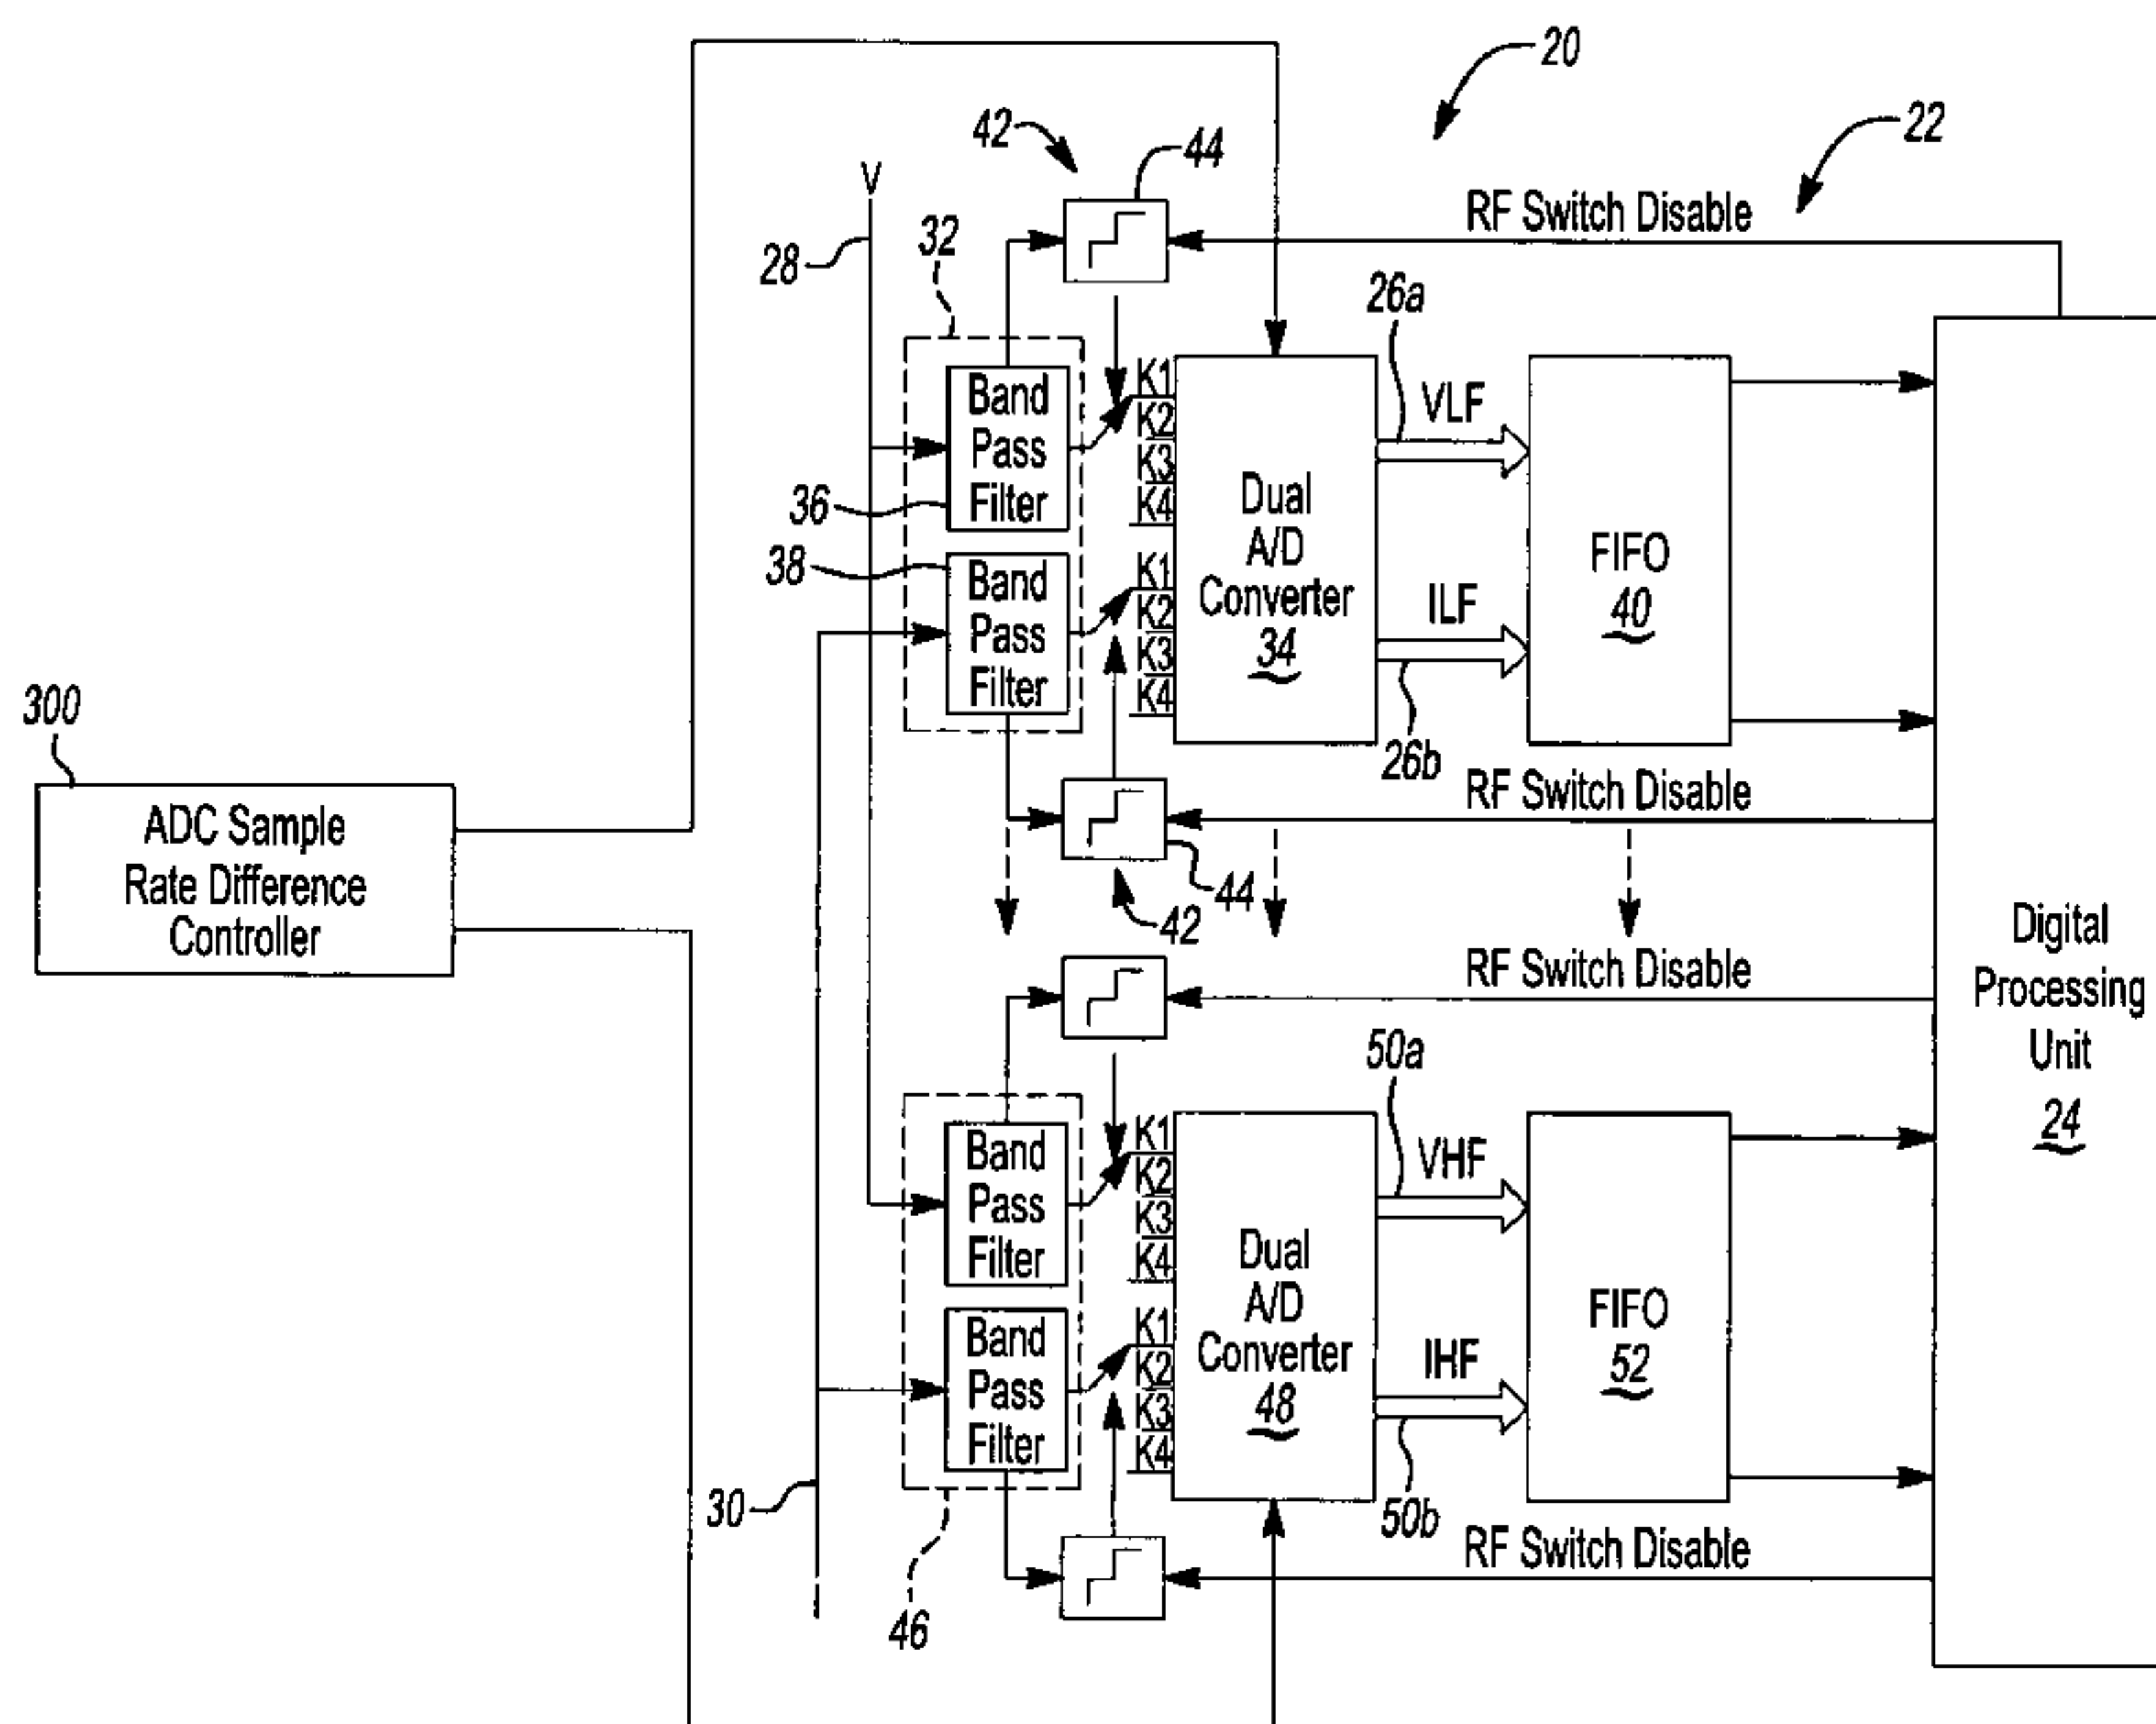 20
22
42
44
V
RF Switch Disable
28
32
26a
Band
Pass
Filter
K1
K2
K3
K4
VLF
36
Dual
A/D
Converter
34
FIFO
40
38
Band
Pass
Filter
K1
K2
K3
K4
ILF
26b
300
ADC Sample
Rate Difference
Controller
RF Switch Disable
44
42
Digital
Processing
Unit
24
RF Switch Disable
50a
Band
Pass
Filter
K1
K2
K3
K4
VHF
Dual
A/D
Converter
48
FIFO
52
Band
Pass
Filter
K1
K2
K3
K4
IHF
30
50b
RF Switch Disable
46